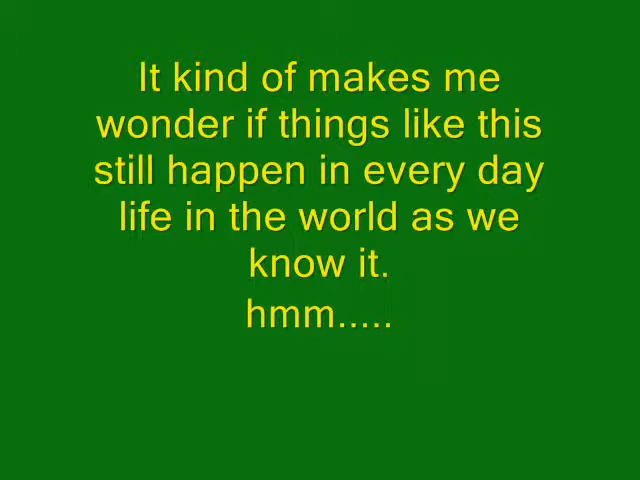 It kind of makes me
wonder if things like this
still happen in every day
life in the world as we
know it.
hmm.....